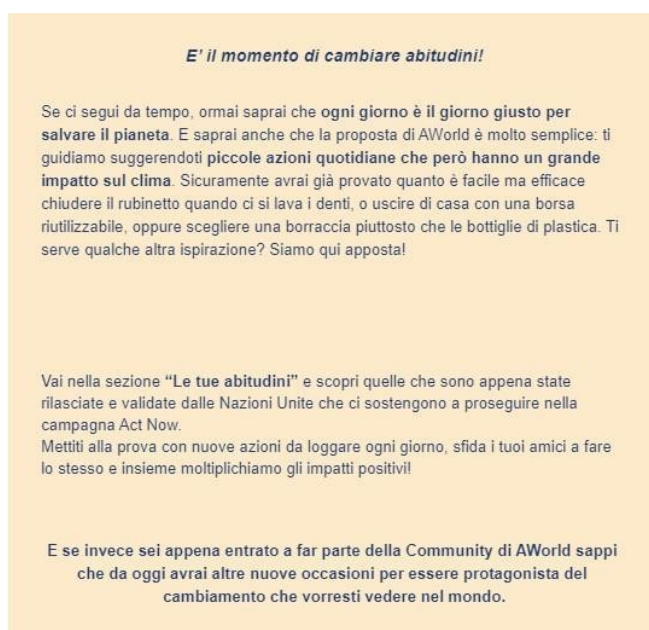 E' il momento di cambiare abitudini!
Se ci segui da tempo, ormai saprai che ogni giorno è il giorno giusto per
salvare il pianeta. E saprai anche che la proposta di AWorld è molto semplice: ti
guidiamo suggerendoti piccole azioni quotidiane che però hanno un grande
impatto sul clima. Sicuramente avrai già provato quanto è facile ma efficace
chiudere il rubinetto quando ci si lava i denti, o uscire di casa con una borsa
riutilizzabile, oppure scegliere una borraccia piuttosto che le bottiglie di plastica. Ti
serve qualche altra ispirazione? Siamo qui apposta!
Vai nella sezione “Le tue abitudini” e scopri quelle che sono appena state
rilasciate e validate dalle Nazioni Unite che ci sostengono a proseguire nella
campagna Act Now.
Mettiti alla prova con nuove azioni da loggare ogni giorno, sfida i tuoi amici a fare
lo stesso e insieme moltiplichiamo gli impatti positivi!
E se invece sei appena entrato a far parte della Community di AWorld sappi
che da oggi avrai altre nuove occasioni per essere protagonista del
cambiamento che vorresti vedere nel mondo.